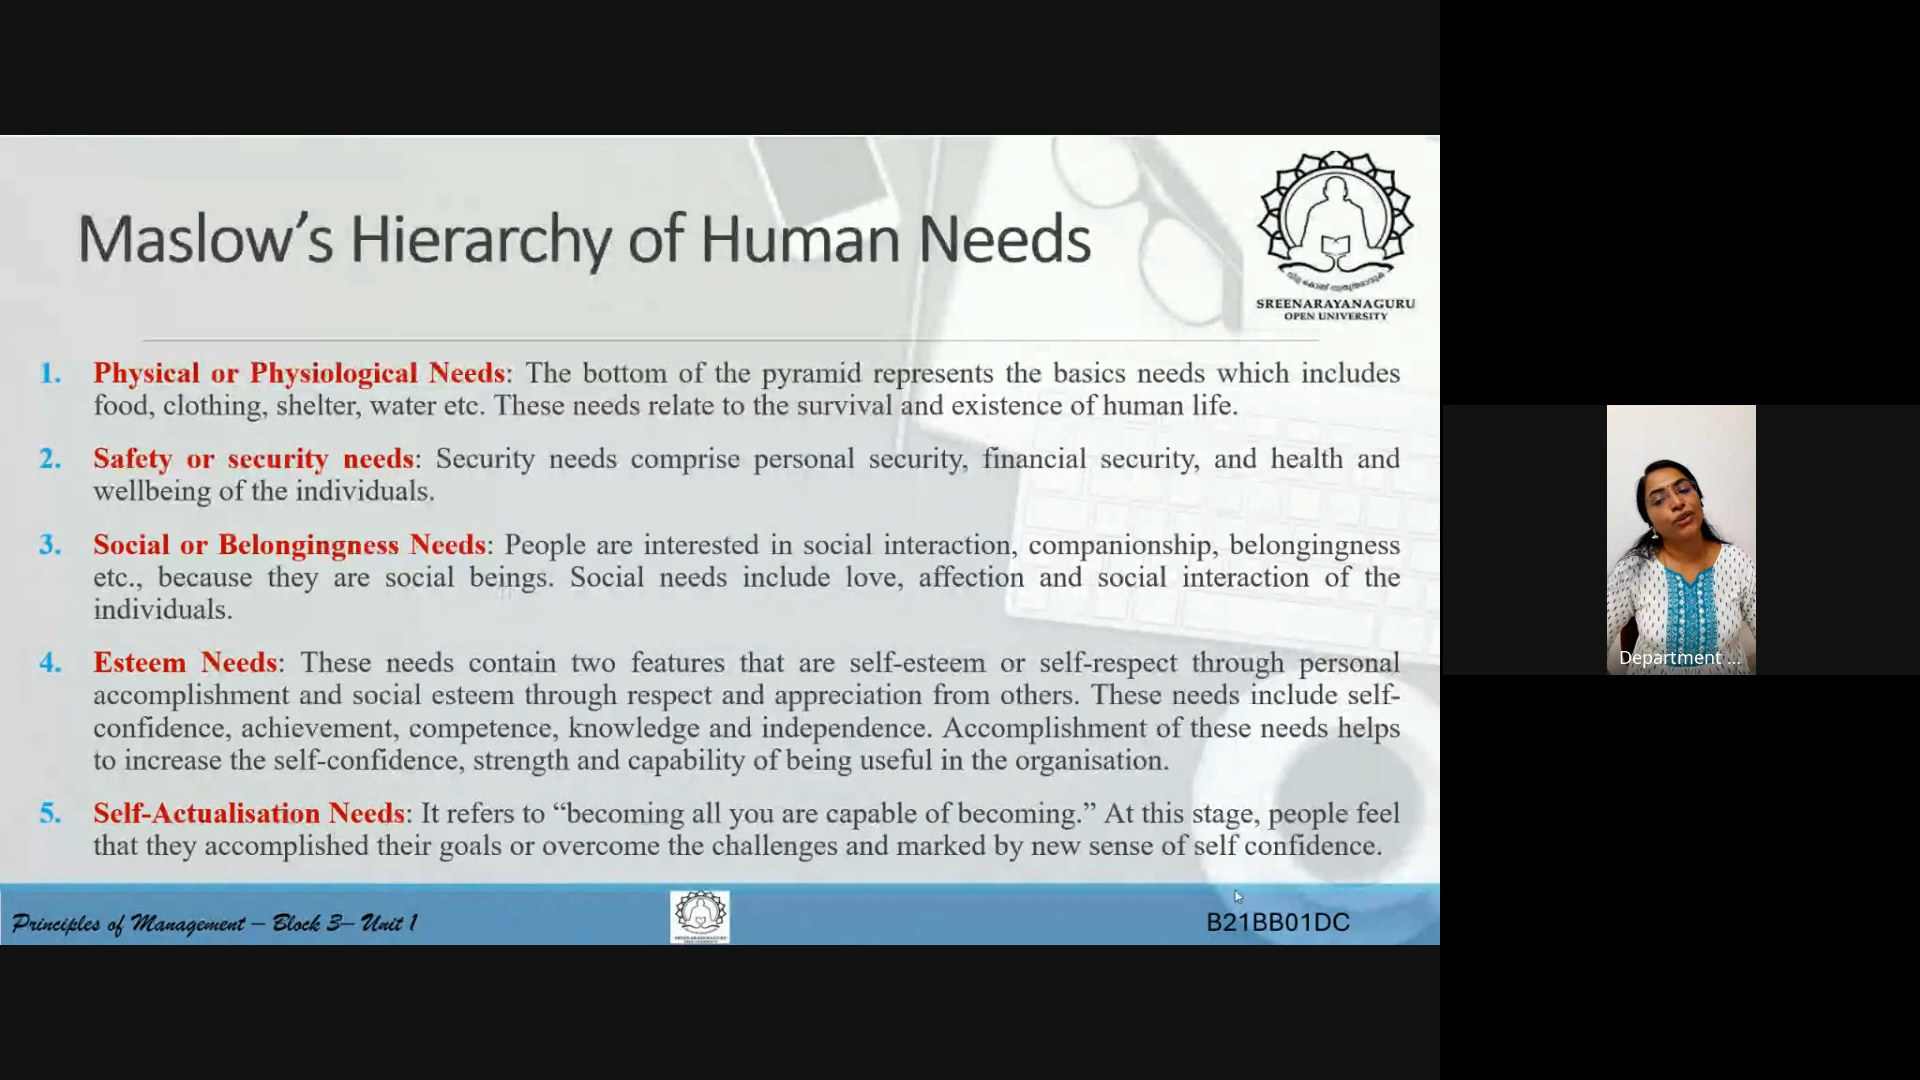 Maslow’s Hierarchy of Human Needs
SREENARAYANAGURU
OPEN UNIVERSITY
1. Physical or Physiological Needs: The bottom of the pyramid represents the basics needs which includes
food, clothing, shelter, water etc. These needs relate to the survival and existence of human life.
2. Safety or security needs: Security needs comprise personal security, financial security, and health and
wellbeing of the individuals.
3. Social or Belongingness Needs: People are interested in social interaction, companionship, belongingness
etc., because they are social beings. Social needs include love, affection and social interaction of the
individuals.
4. Esteem Needs: These needs contain two features that are self-esteem or self-respect through personal
accomplishment and social esteem through respect and appreciation from others. These needs include self-
confidence, achievement, competence, knowledge and independence. Accomplishment of these needs helps
to increase the self-confidence, strength and capability of being useful in the organisation.
5. Self-Actualisation Needs: It refers to “becoming all you are capable of becoming.” At this stage, people feel
that they accomplished their goals or overcome the challenges and marked by new sense of self confidence.
Department ...
Principles of Management – Block 3– Unit 1
B21BB01DC